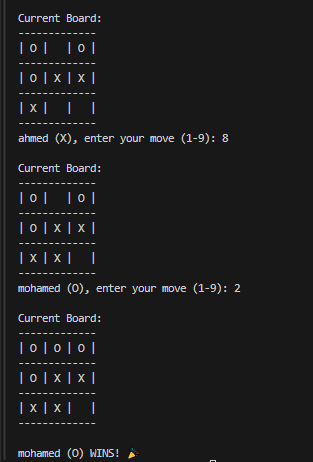 Current Board:
-------------
| O |   | O |
-------------
| O | X | X |
-------------
| X |   |   |
-------------
ahmed (X), enter your move (1-9): 8
Current Board:
-------------
| O |   | O |
-------------
| O | X | X |
-------------
| X | X |   |
-------------
mohamed (O), enter your move (1-9): 2
Current Board:
-------------
| O | O | O |
-------------
| O | X | X |
-------------
| X | X |   |
-------------
mohamed (O) WINS! 🎉